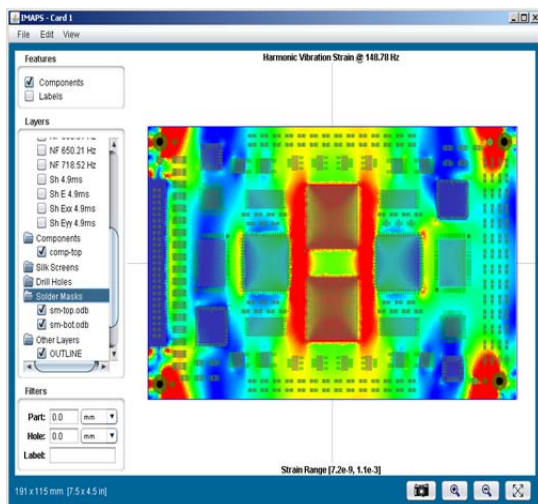 IMAPS - Card 1
File Edit View
Features
Components
Labels
Layers
NF 650.21 Hz
NF 718.52 Hz
Sh 4.9ms
Sh E 4.9ms
Sh Exx 4.9ms
Sh Eyy 4.9ms
Components
comp-top
Silk Screens
Drill Holes
Solder Masks
sm-top.odb
sm-bot.odb
Other Layers
OUTLINE
Filters
Part: 0.0 mm
Hole: 0.0 mm
Label:
Harmonic Vibration Strain @ 148.78 Hz
Strain Range [7.2e-9, 1.1e-3]
191 x 115 mm [7.5 x 4.5 in]